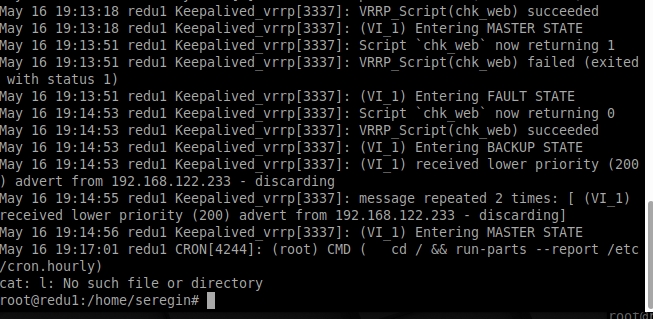 May 16 19:13:18 redu1 Keepalived_vrrp[3337]: VRRP_Script(chk_web) succeeded
May 16 19:13:18 redu1 Keepalived_vrrp[3337]: (VI_1) Entering MASTER STATE
May 16 19:13:51 redu1 Keepalived_vrrp[3337]: Script `chk_web` now returning 1
May 16 19:13:51 redu1 Keepalived_vrrp[3337]: VRRP_Script(chk_web) failed (exited
 with status 1)
May 16 19:13:51 redu1 Keepalived_vrrp[3337]: (VI_1) Entering FAULT STATE
May 16 19:14:53 redu1 Keepalived_vrrp[3337]: Script `chk_web` now returning 0
May 16 19:14:53 redu1 Keepalived_vrrp[3337]: VRRP_Script(chk_web) succeeded
May 16 19:14:53 redu1 Keepalived_vrrp[3337]: (VI_1) Entering BACKUP STATE
May 16 19:14:53 redu1 Keepalived_vrrp[3337]: (VI_1) received lower priority (200
) advert from 192.168.122.233 - discarding
May 16 19:14:55 redu1 Keepalived_vrrp[3337]: message repeated 2 times: [ (VI_1)
received lower priority (200) advert from 192.168.122.233 - discarding]
May 16 19:14:56 redu1 Keepalived_vrrp[3337]: (VI_1) Entering MASTER STATE
May 16 19:17:01 redu1 CRON[4244]: (root) CMD (   cd / && run-parts --report /etc
/cron.hourly)
cat: l: No such file or directory
root@redu1:/home/seregin#